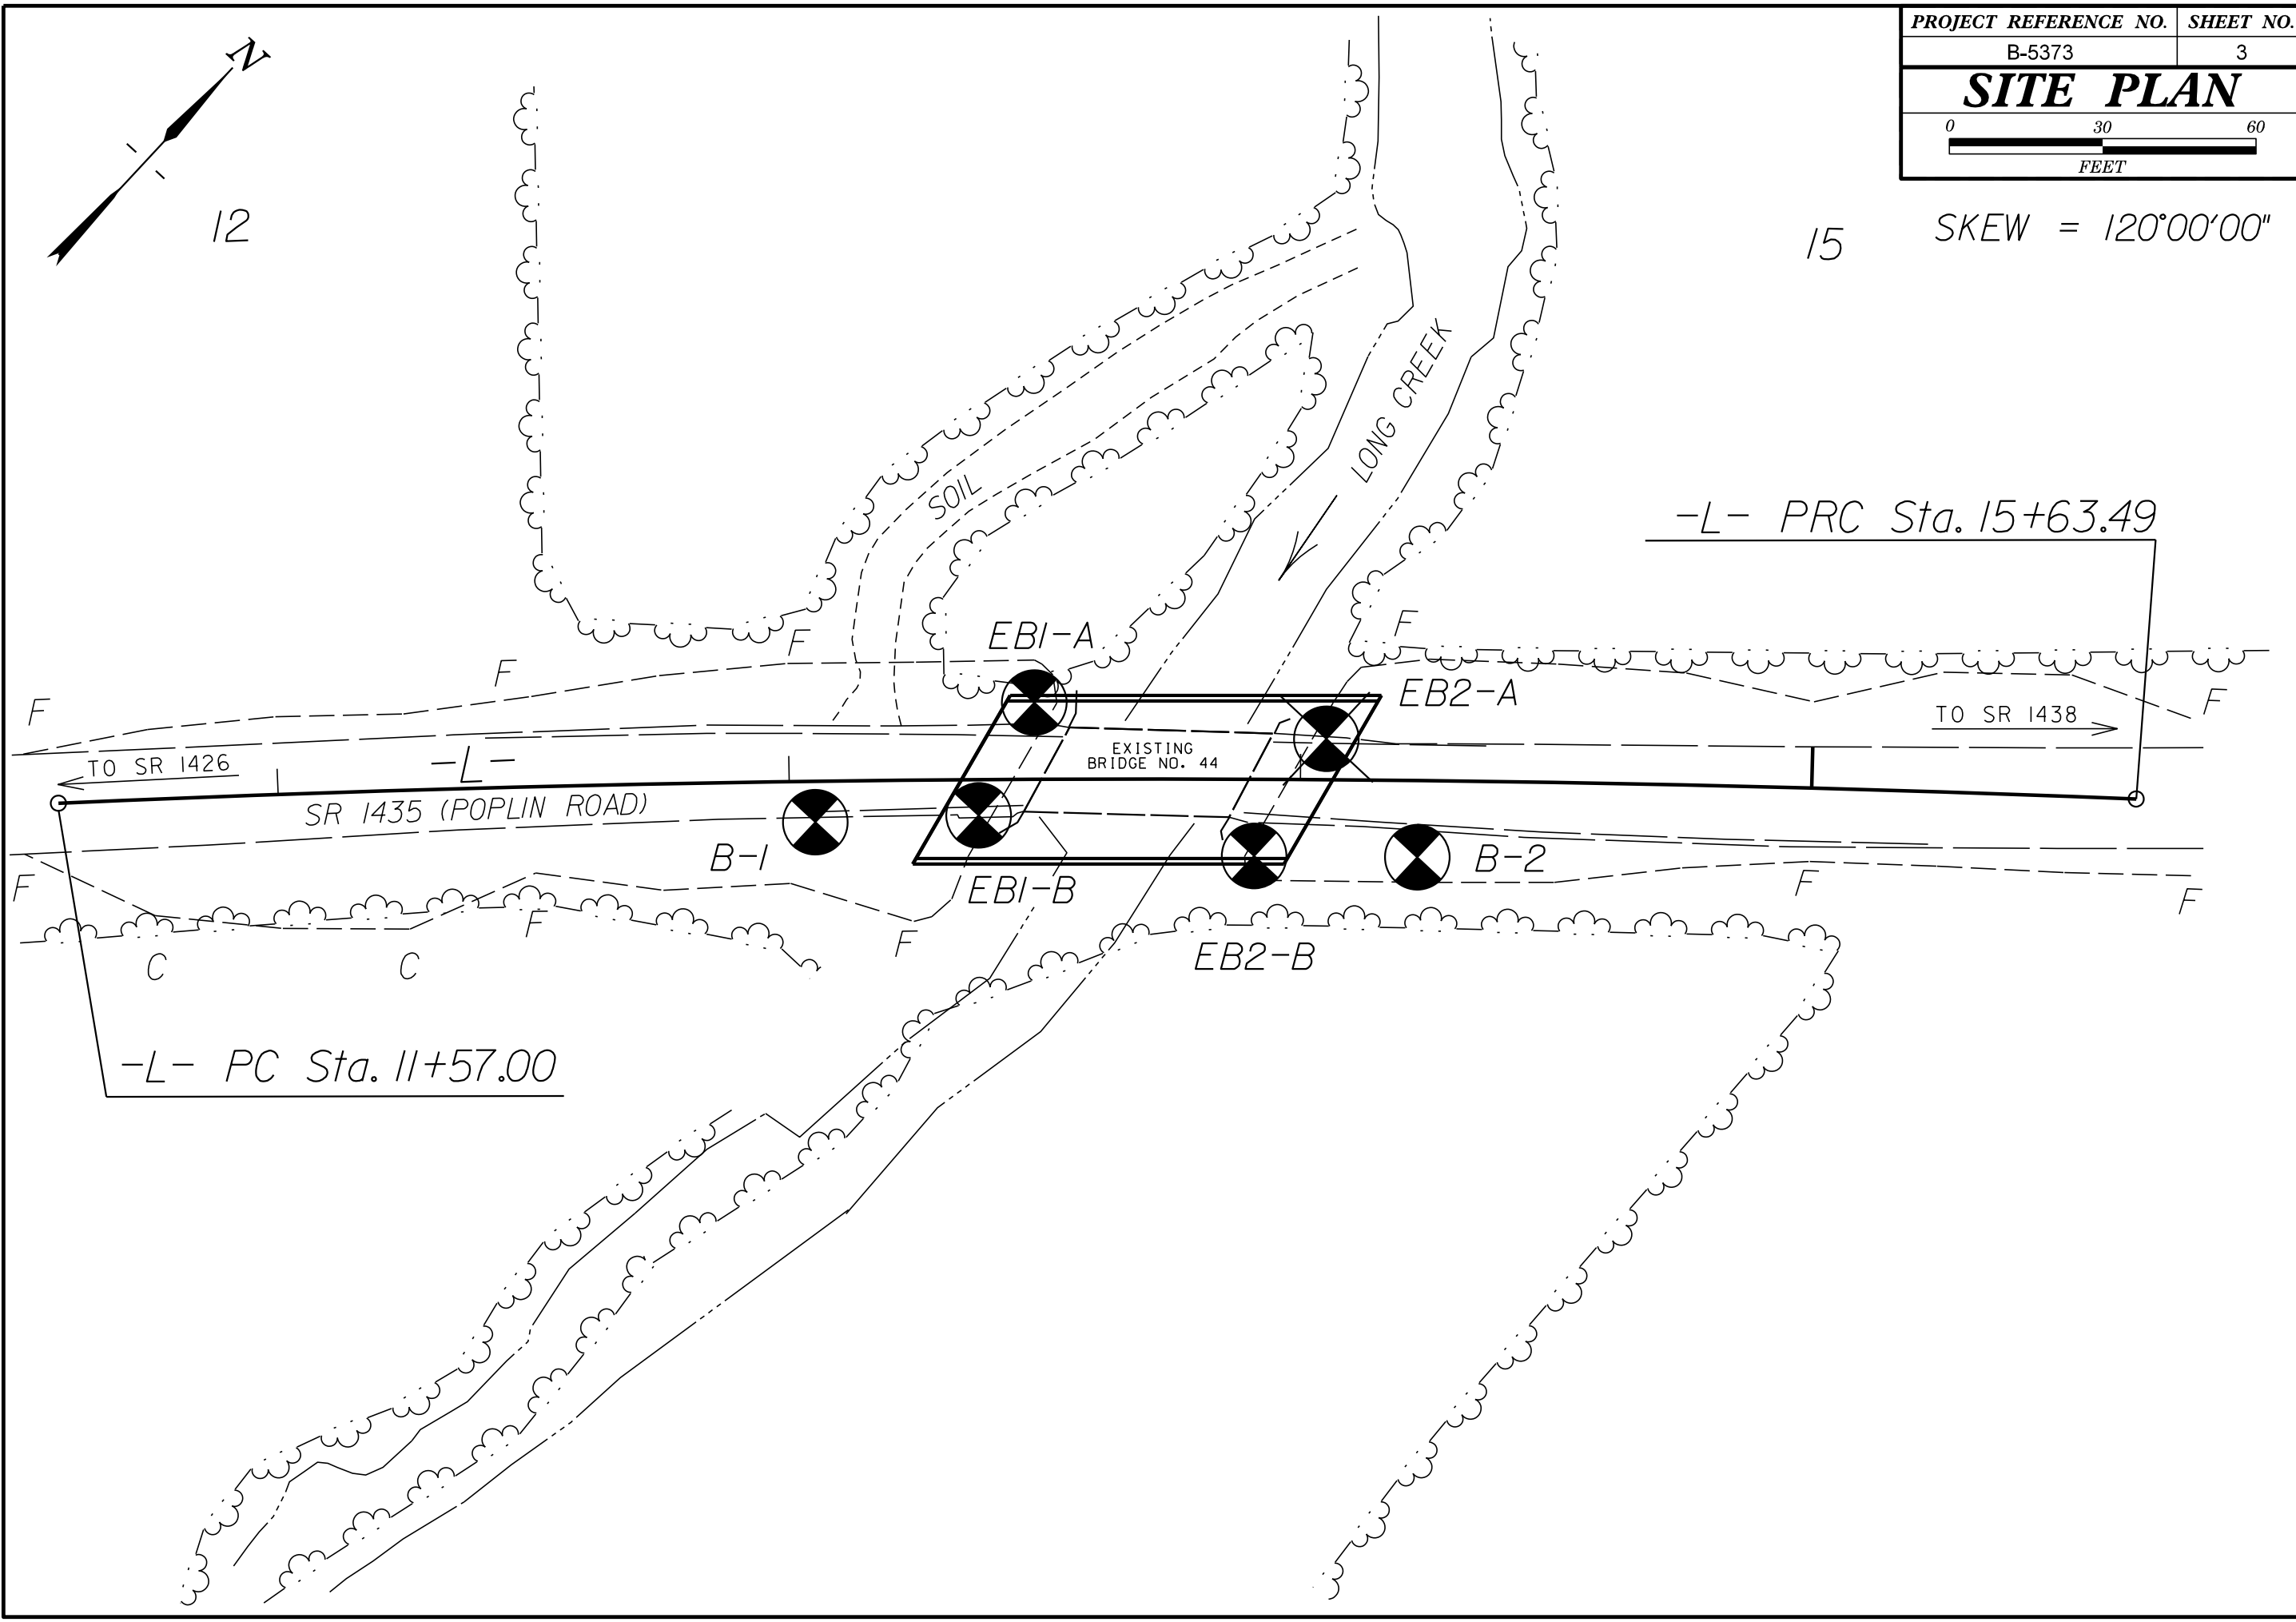 PROJECT REFERENCE NO. SHEET NO.
B-5373 3
SITE PLAN
0 30 60
FEET
N
12
15
SKEW = 120°00'00"
LONG CREEK
SOIL
-L- PRC Sta. 15+63.49
F
F
F
F
EB1-A
EB2-A
F
TO SR 1438
EXISTING
BRIDGE NO. 44
TO SR 1426
-L-
SR 1435 (POPLIN ROAD)
B-1
B-2
EB1-B
F
F
F
F
F
EB2-B
C
C
-L- PC Sta. 11+57.00